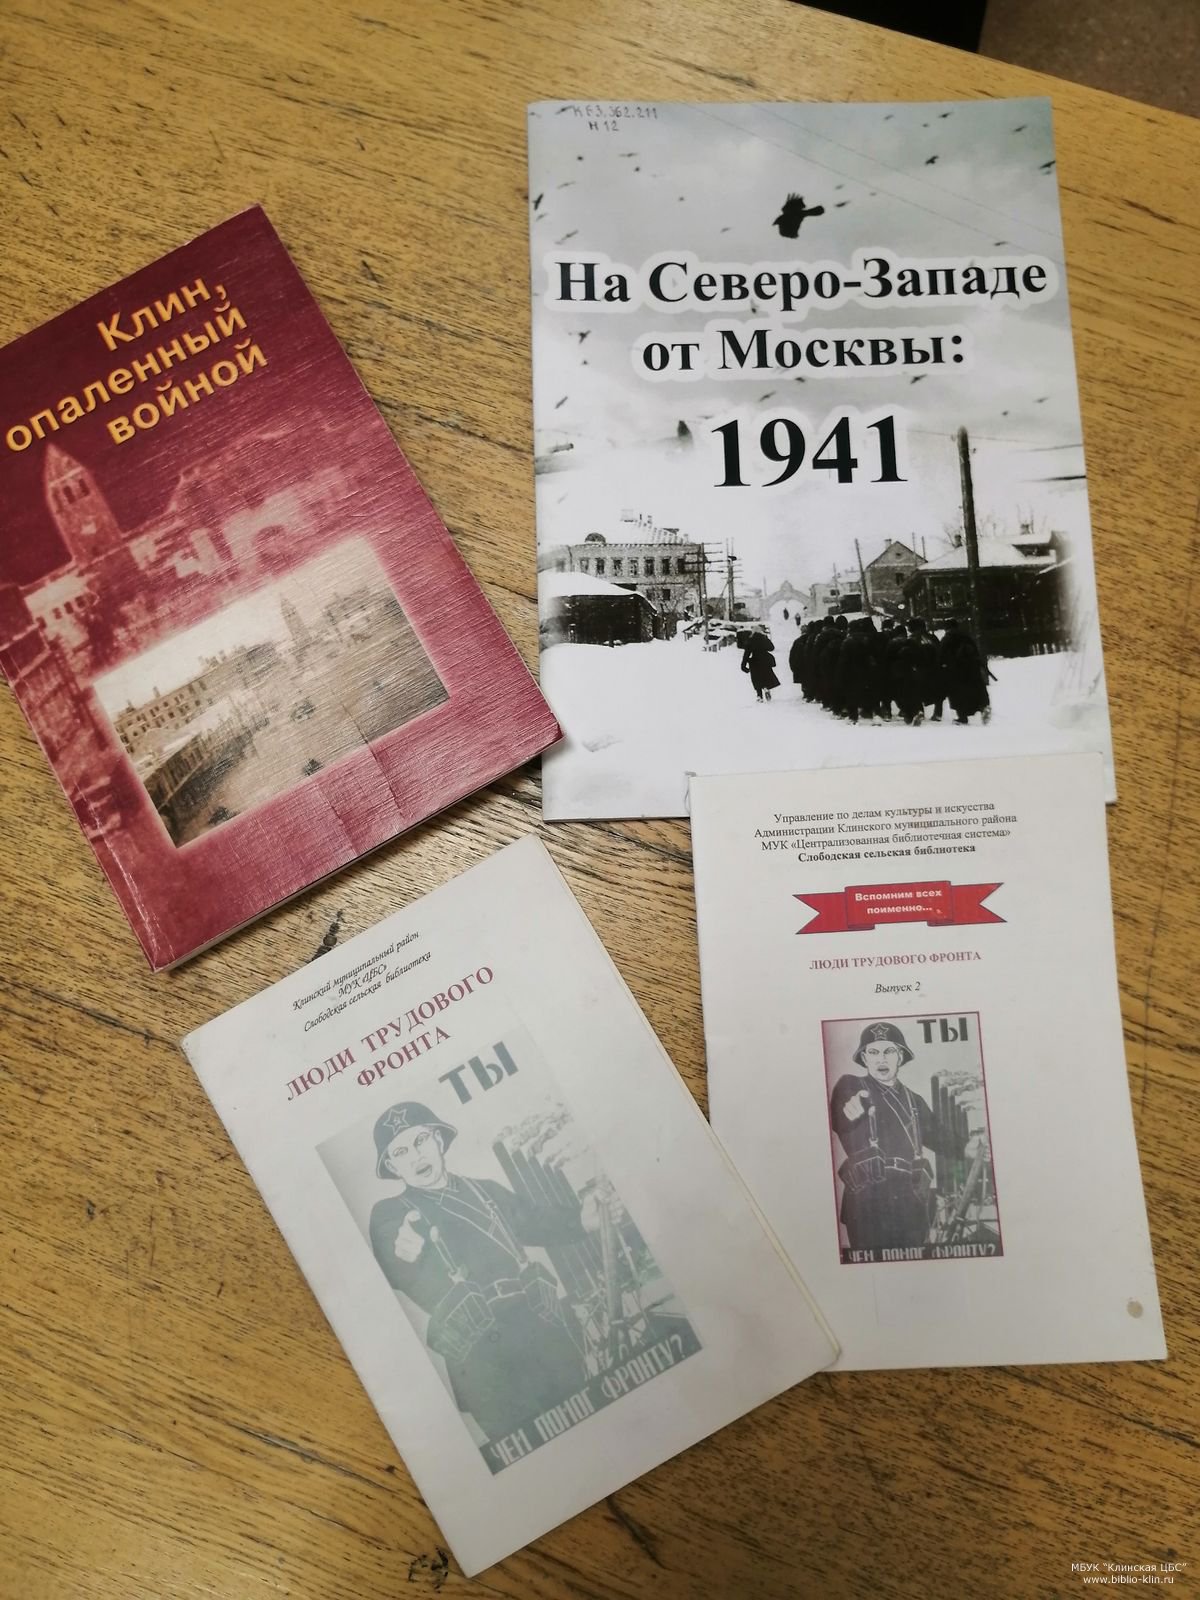 К 63.362.211
Н 12
На Северо-Западе
от Москвы:
1941
Клин,
опаленный
войной
Управление по делам культуры и искусства
Администрации Клинского муниципального района
МУК «Централизованная библиотечная система»
Слободская сельская библиотека
Вспомним всех
поименно...
ЛЮДИ ТРУДОВОГО ФРОНТА
Выпуск 2
ТЫ
ЧЕМ ПОМОГ ФРОНТУ?
Клинский муниципальный район
МУК «ЦБС»
Слободская сельская библиотека
ЛЮДИ ТРУДОВОГО
ФРОНТА
ТЫ
ЧЕМ ПОМОГ ФРОНТУ?
МБУК "Клинская ЦБС"
www.biblio-klin.ru